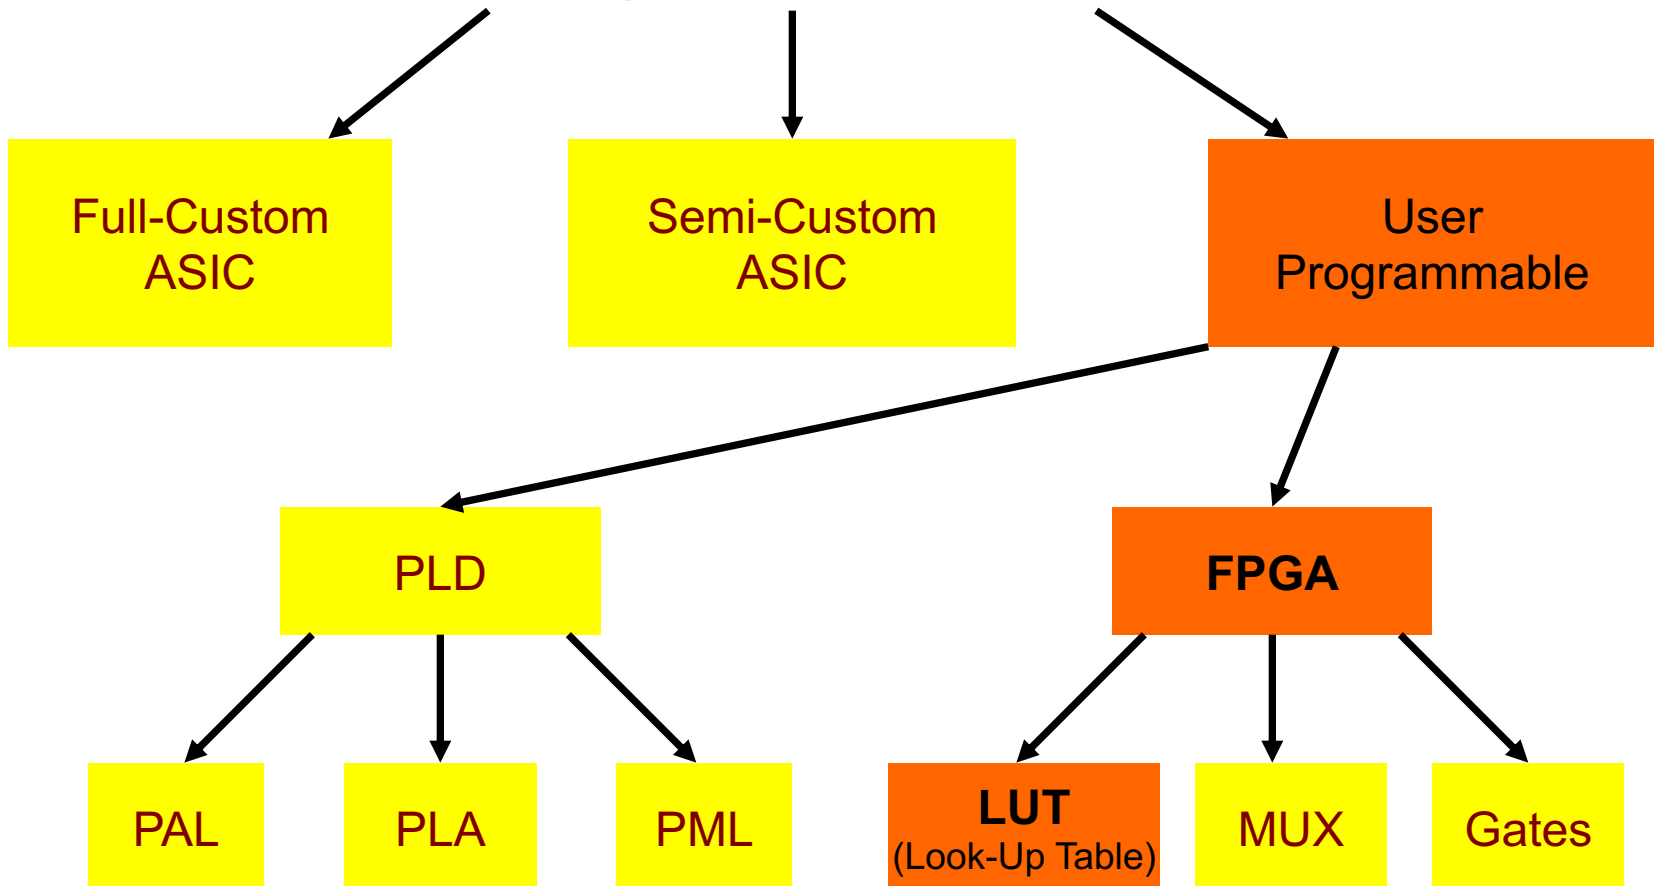 Full-Custom
ASIC
Semi-Custom
ASIC
User
Programmable
PLD
FPGA
PAL
PLA
PML
LUT
(Look-Up Table)
MUX
Gates